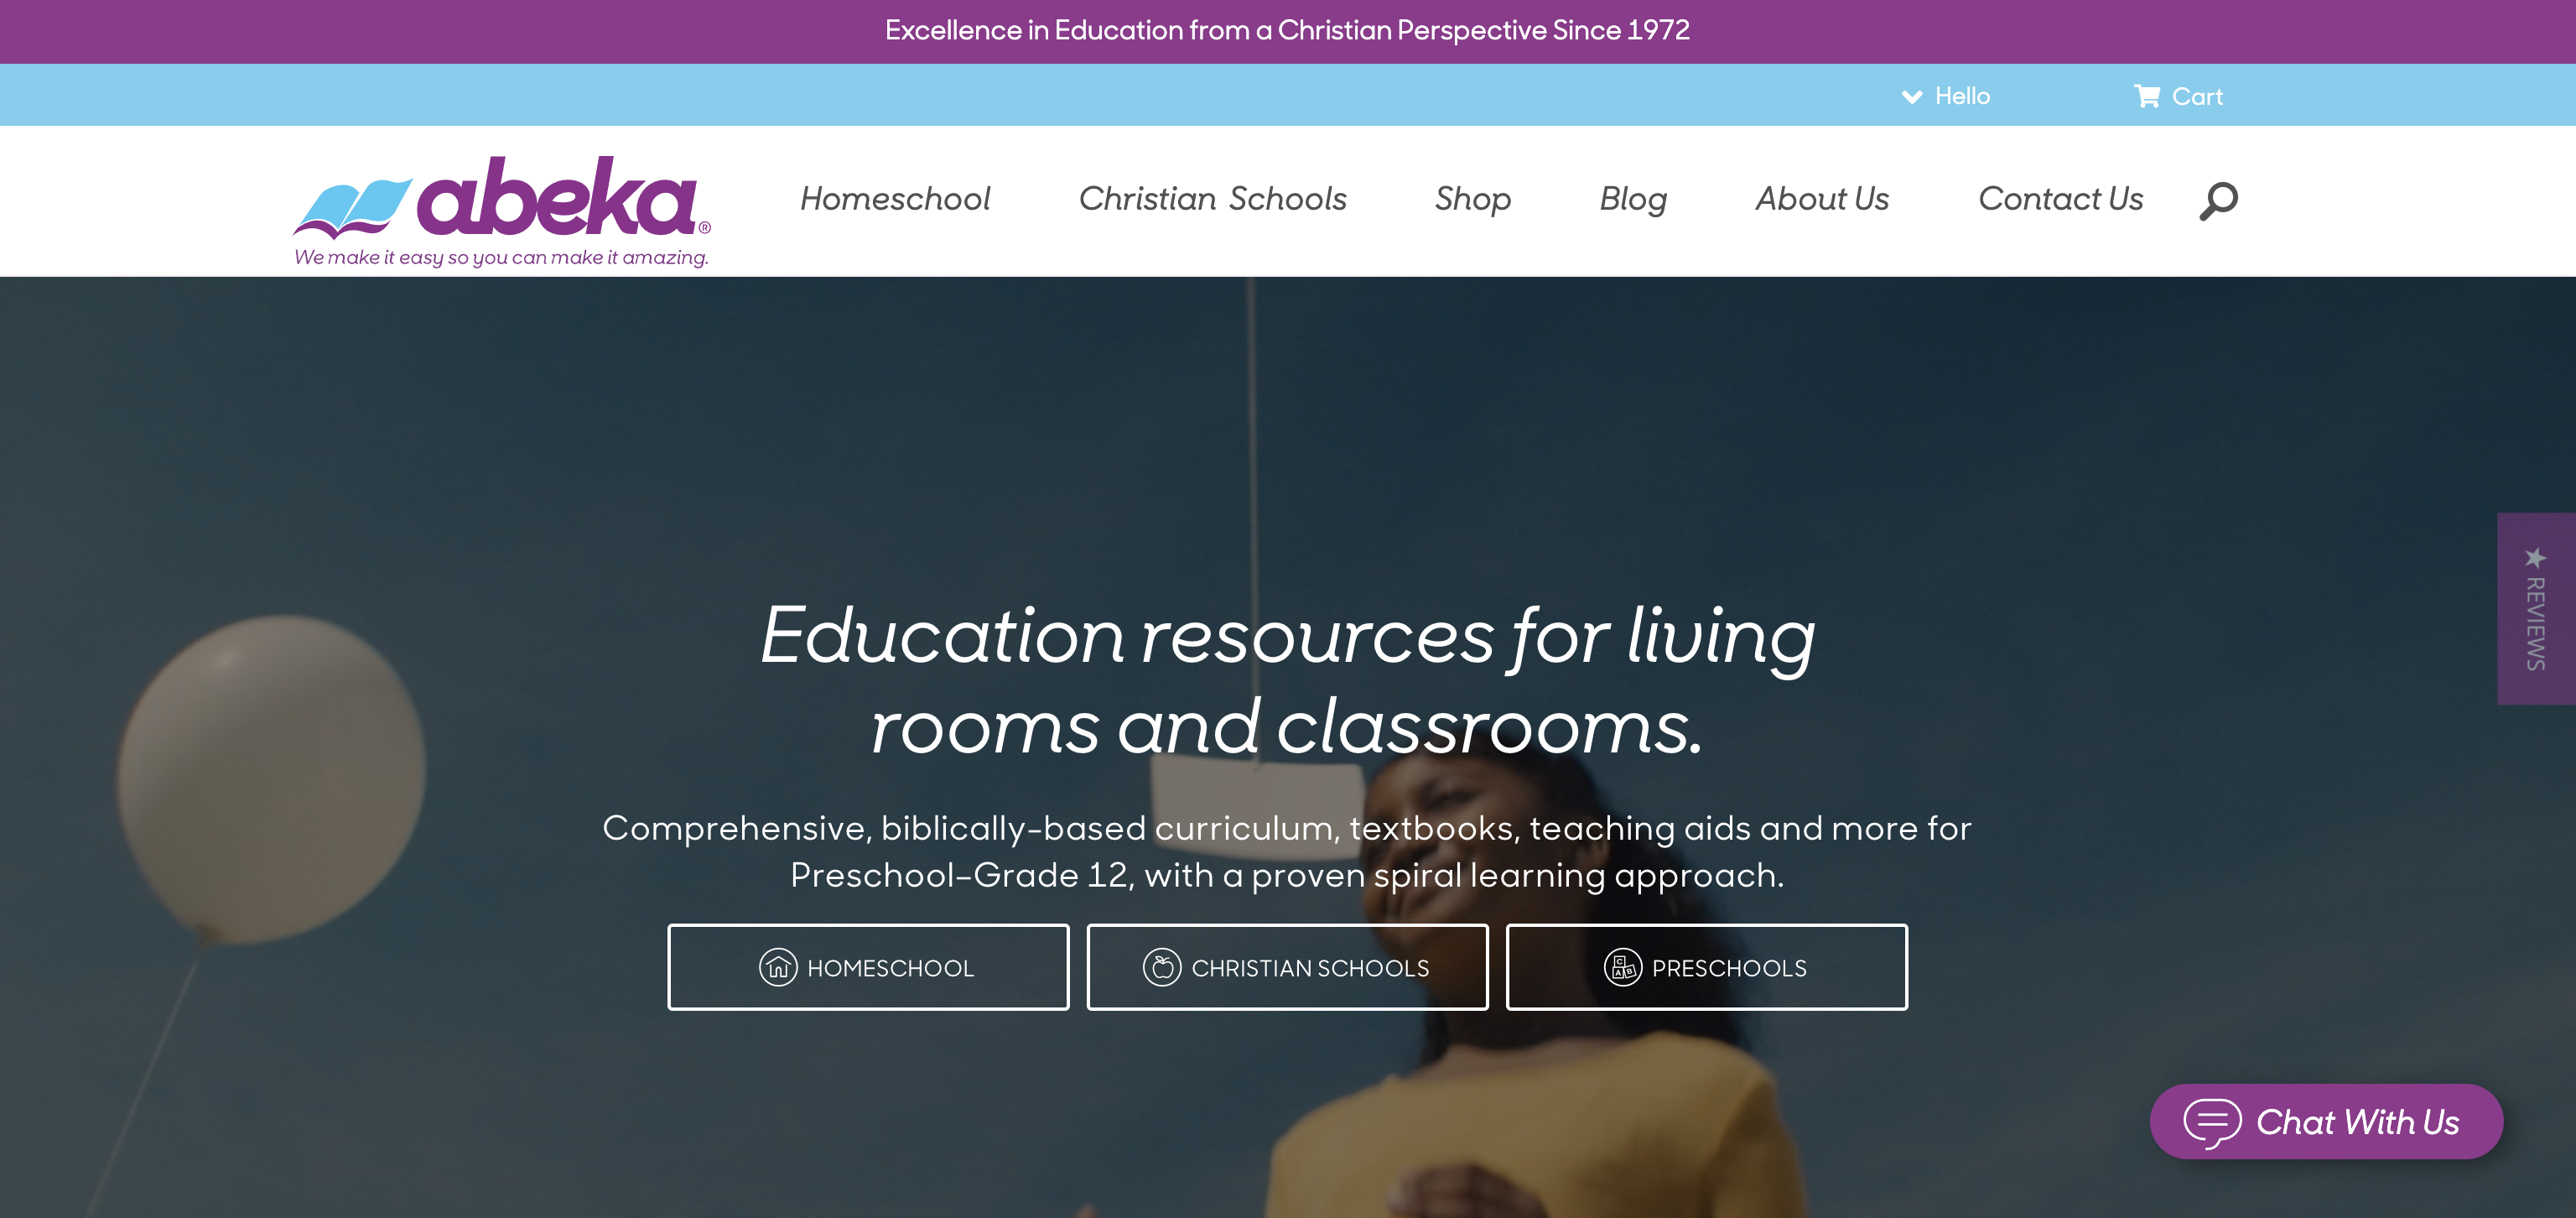 Excellence in Education from a Christian Perspective Since 1972
Hello
Cart
abeka®
We make it easy so you can make it amazing.
Homeschool
Christian Schools
Shop
Blog
About Us
Contact Us
★ REVIEWS
Education resources for living
rooms and classrooms.
Comprehensive, biblically-based curriculum, textbooks, teaching aids and more for
Preschool–Grade 12, with a proven spiral learning approach.
HOMESCHOOL
CHRISTIAN SCHOOLS
C
A B
PRESCHOOLS
Chat With Us